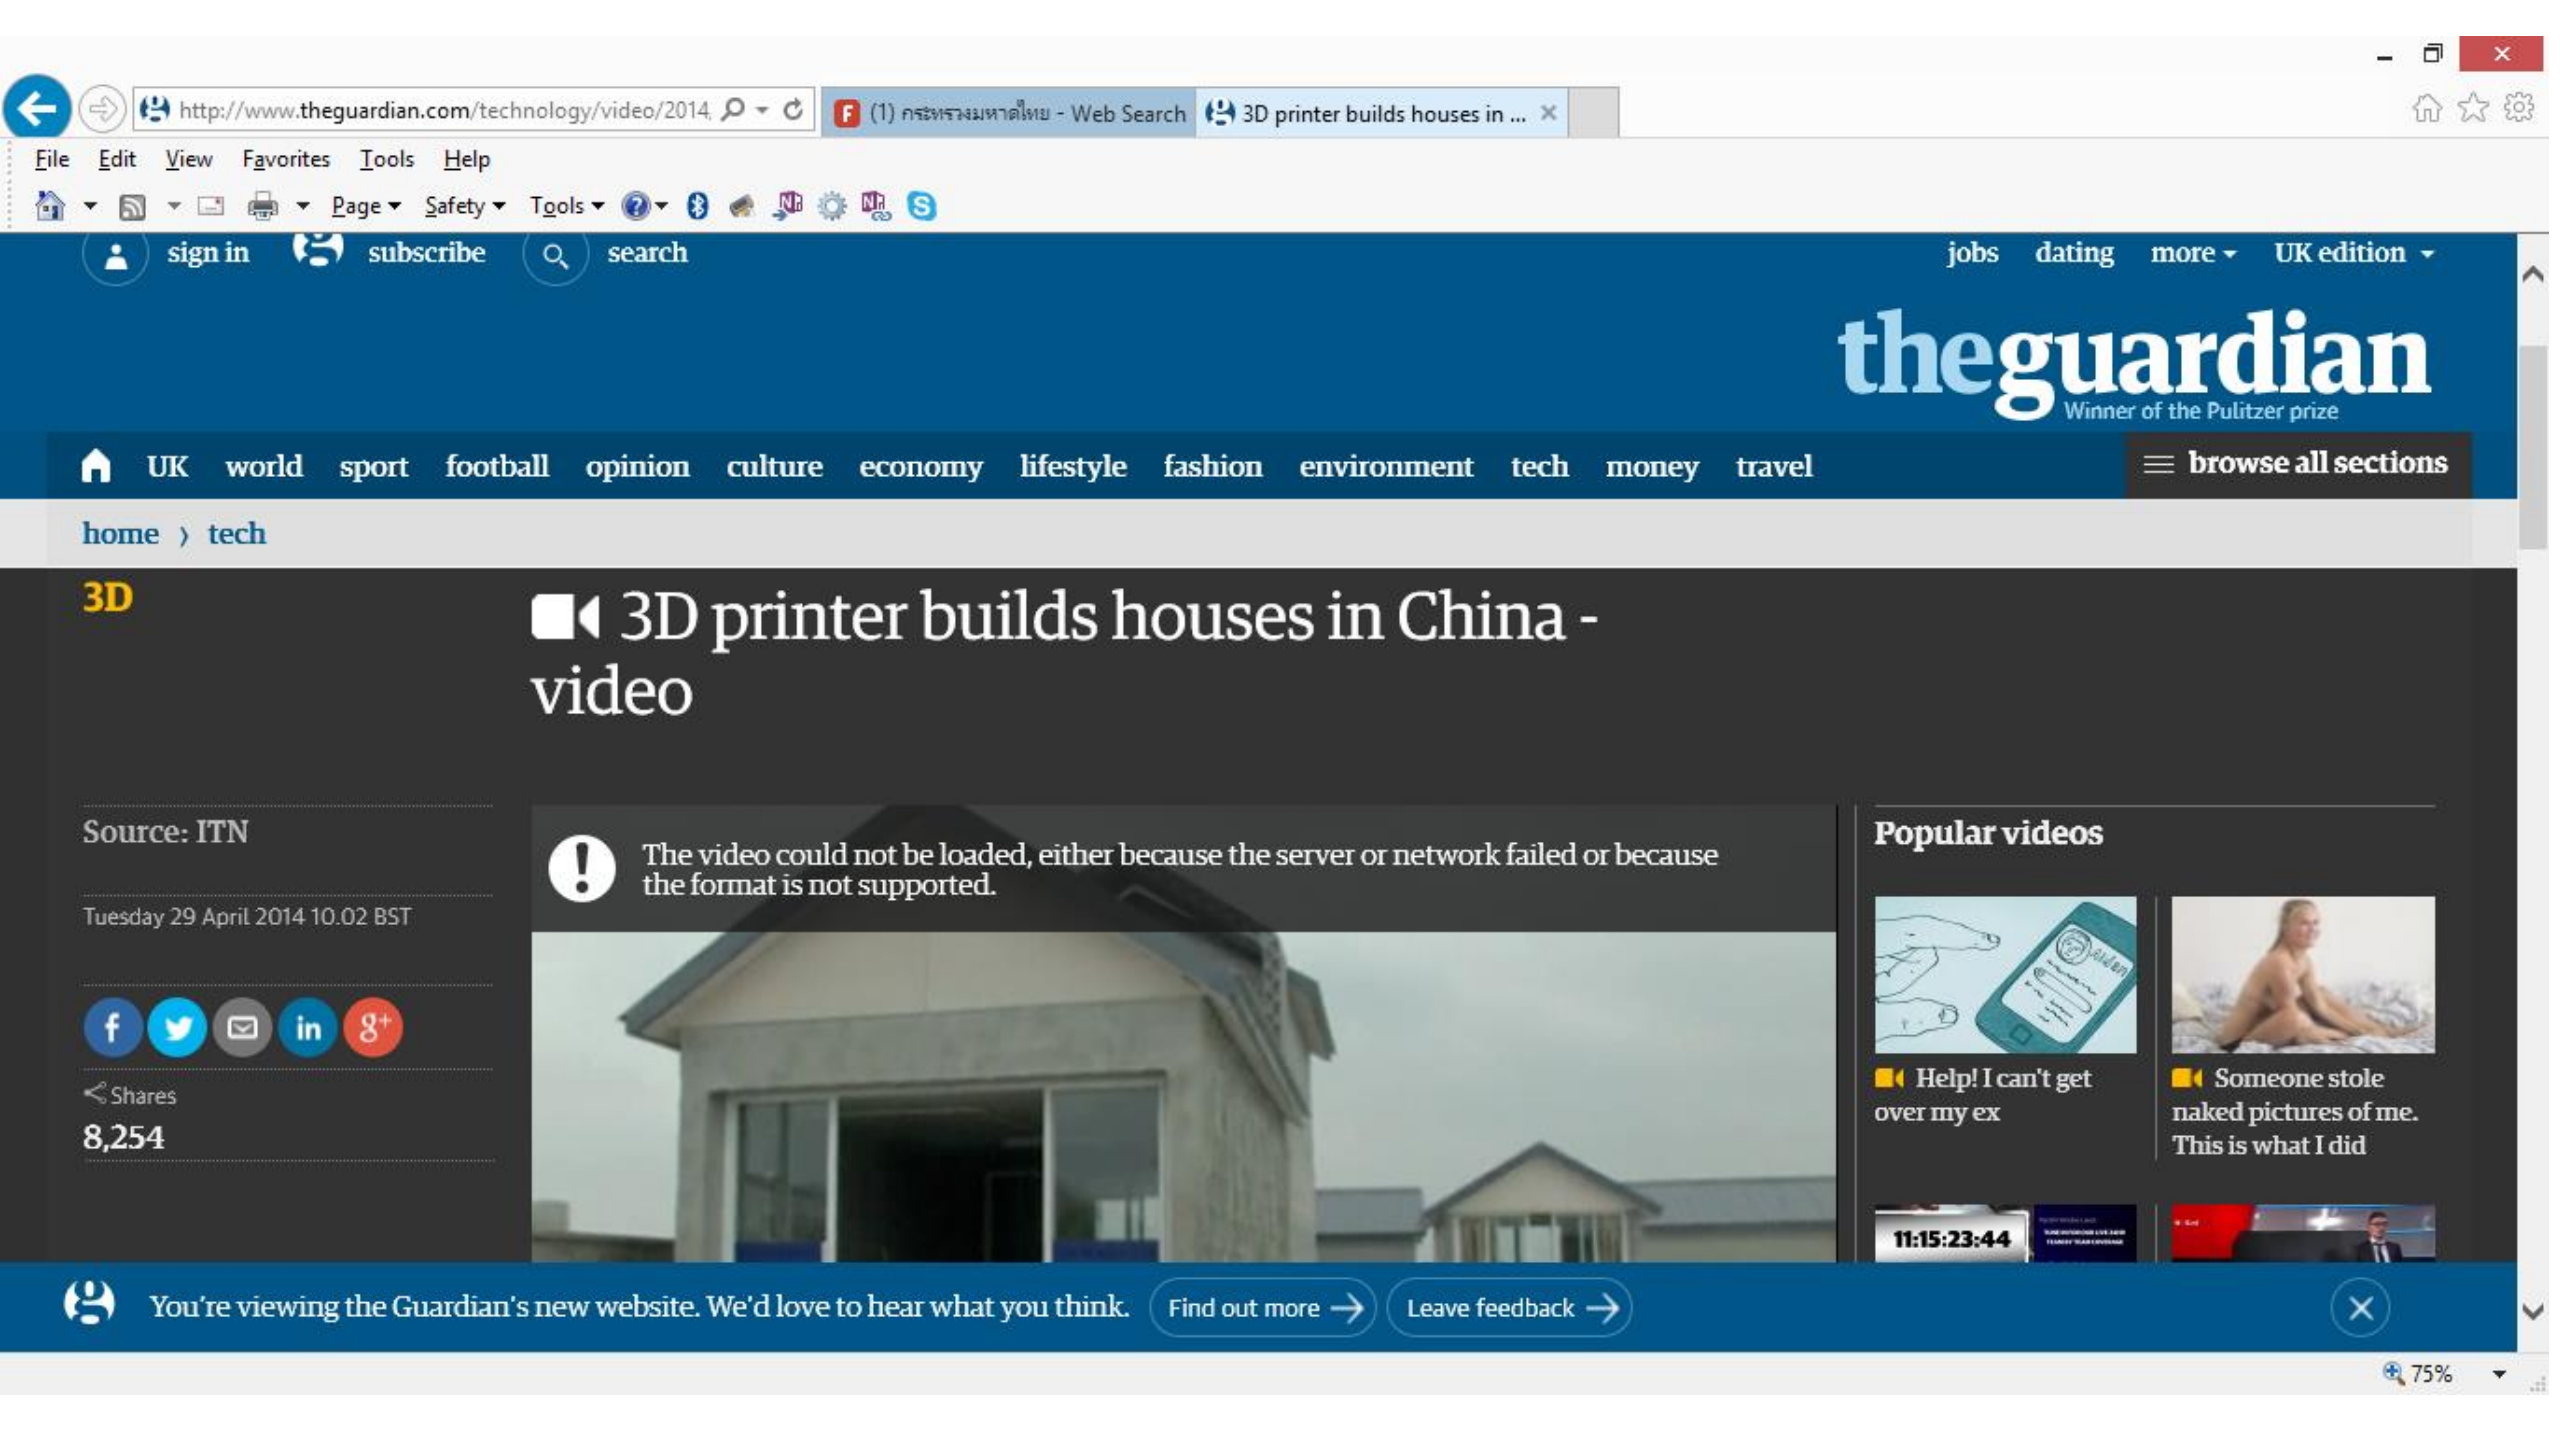 http://www.theguardian.com/technology/video/2014,
(1) กระทรวงมหาดไทย - Web Search
3D printer builds houses in ...
File Edit View Favorites Tools Help
Page Safety Tools
sign in subscribe search
jobs dating more UK edition
theguardian
Winner of the Pulitzer prize
UK world sport football opinion culture economy lifestyle fashion environment tech money travel
browse all sections
home › tech
3D
3D printer builds houses in China -
video
Source: ITN
Tuesday 29 April 2014 10.02 BST
f in g+
Shares
8,254
The video could not be loaded, either because the server or network failed or because
the format is not supported.
Popular videos
Help! I can't get
over my ex
Someone stole
naked pictures of me.
This is what I did
11:15:23:44
You're viewing the Guardian's new website. We'd love to hear what you think.
Find out more →
Leave feedback →
75%